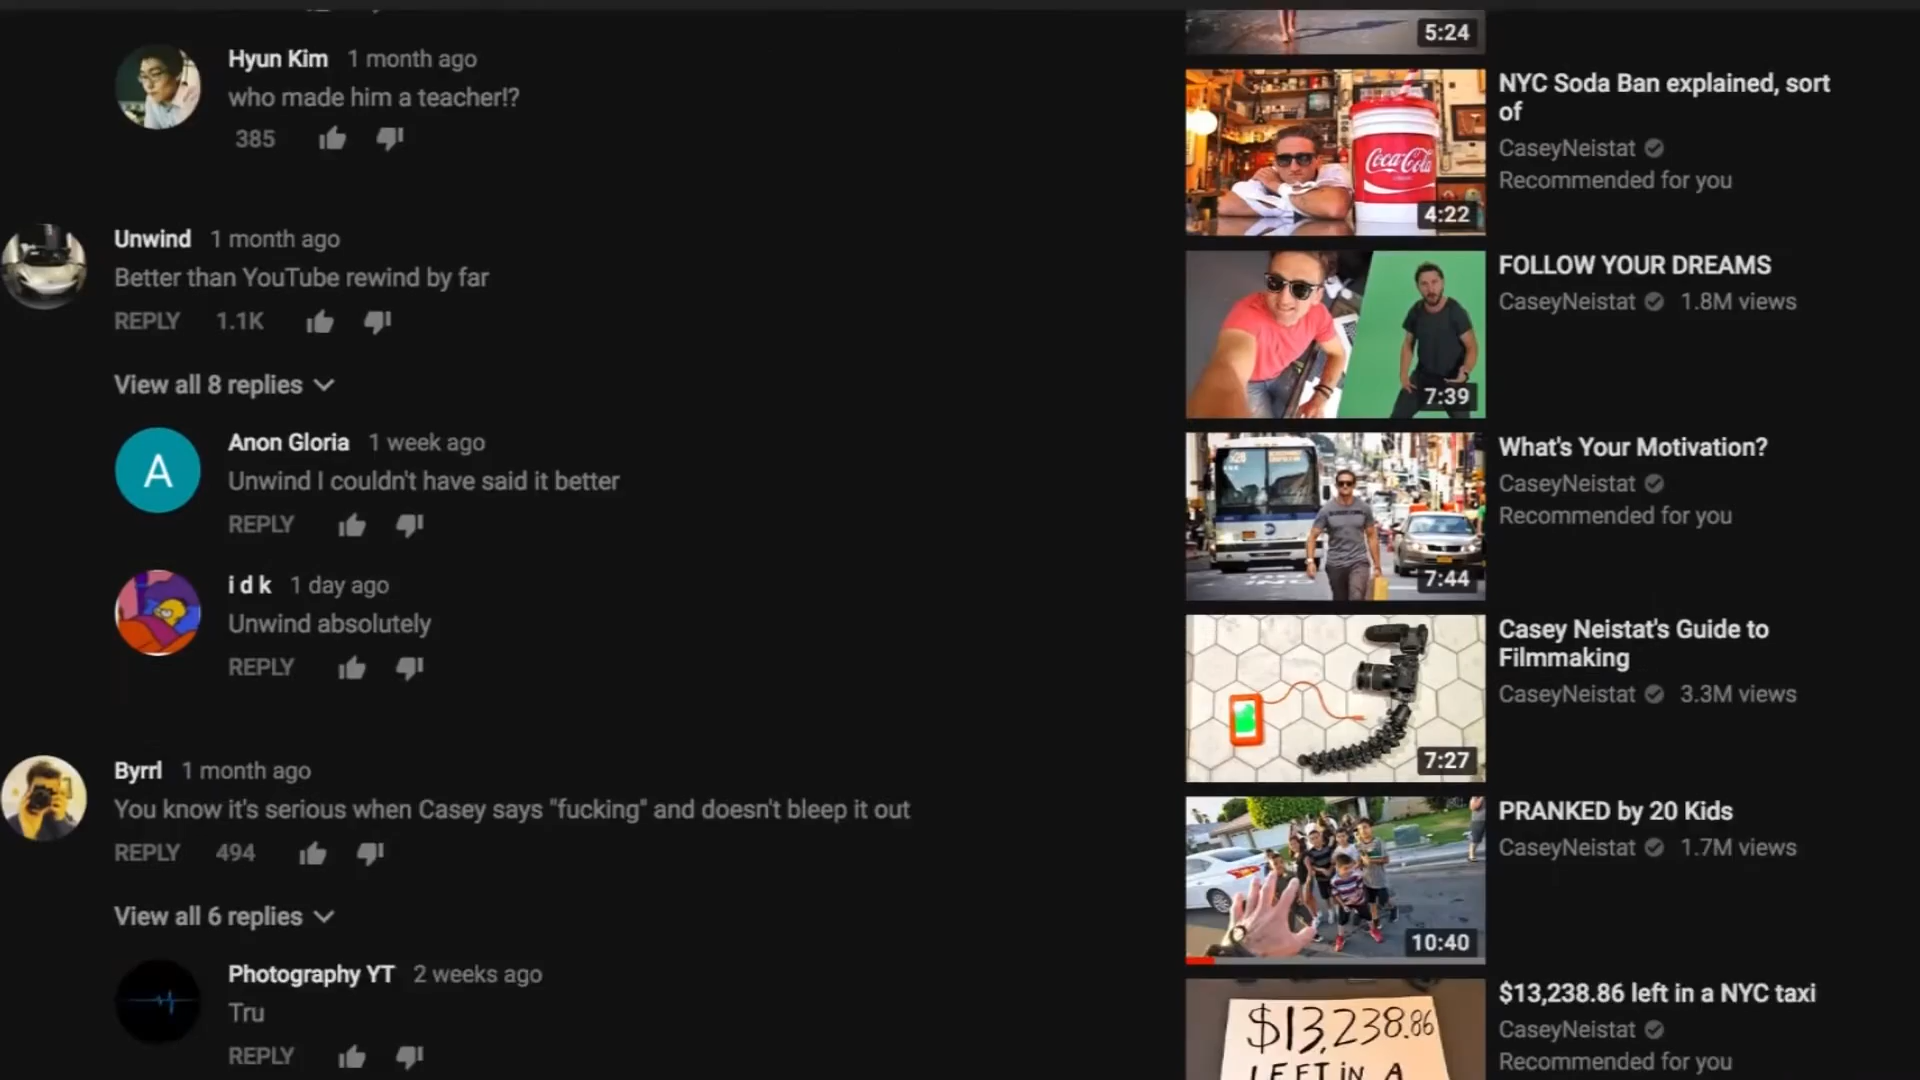 Hyun Kim 1 month ago
who made him a teacher!?
385
Unwind 1 month ago
Better than YouTube rewind by far
REPLY 1.1K
View all 8 replies
A
Anon Gloria 1 week ago
Unwind I couldn't have said it better
REPLY
i d k 1 day ago
Unwind absolutely
REPLY
Byrrl 1 month ago
You know it's serious when Casey says "fucking" and doesn't bleep it out
REPLY 494
View all 6 replies
Photography YT 2 weeks ago
Tru
REPLY
5:24
Coca-Cola
4:22
NYC Soda Ban explained, sort
of
CaseyNeistat
Recommended for you
7:39
FOLLOW YOUR DREAMS
CaseyNeistat 1.8M views
7:44
What's Your Motivation?
CaseyNeistat
Recommended for you
7:27
Casey Neistat's Guide to
Filmmaking
CaseyNeistat 3.3M views
10:40
PRANKED by 20 Kids
CaseyNeistat 1.7M views
$13,238.86
LEFT IN A
$13,238.86 left in a NYC taxi
CaseyNeistat
Recommended for you